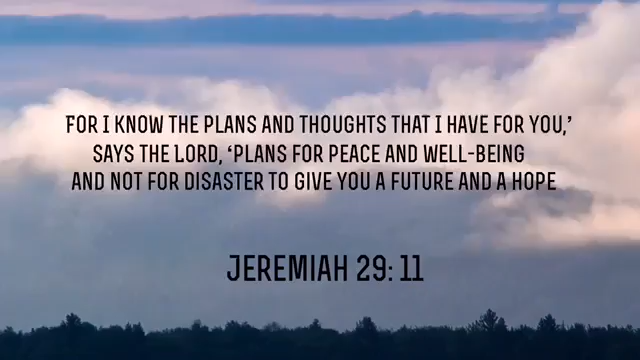 'FOR I KNOW THE PLANS AND THOUGHTS THAT I HAVE FOR YOU,'
SAYS THE LORD, 'PLANS FOR PEACE AND WELL-BEING
AND NOT FOR DISASTER TO GIVE YOU A FUTURE AND A HOPE
JEREMIAH 29: 11